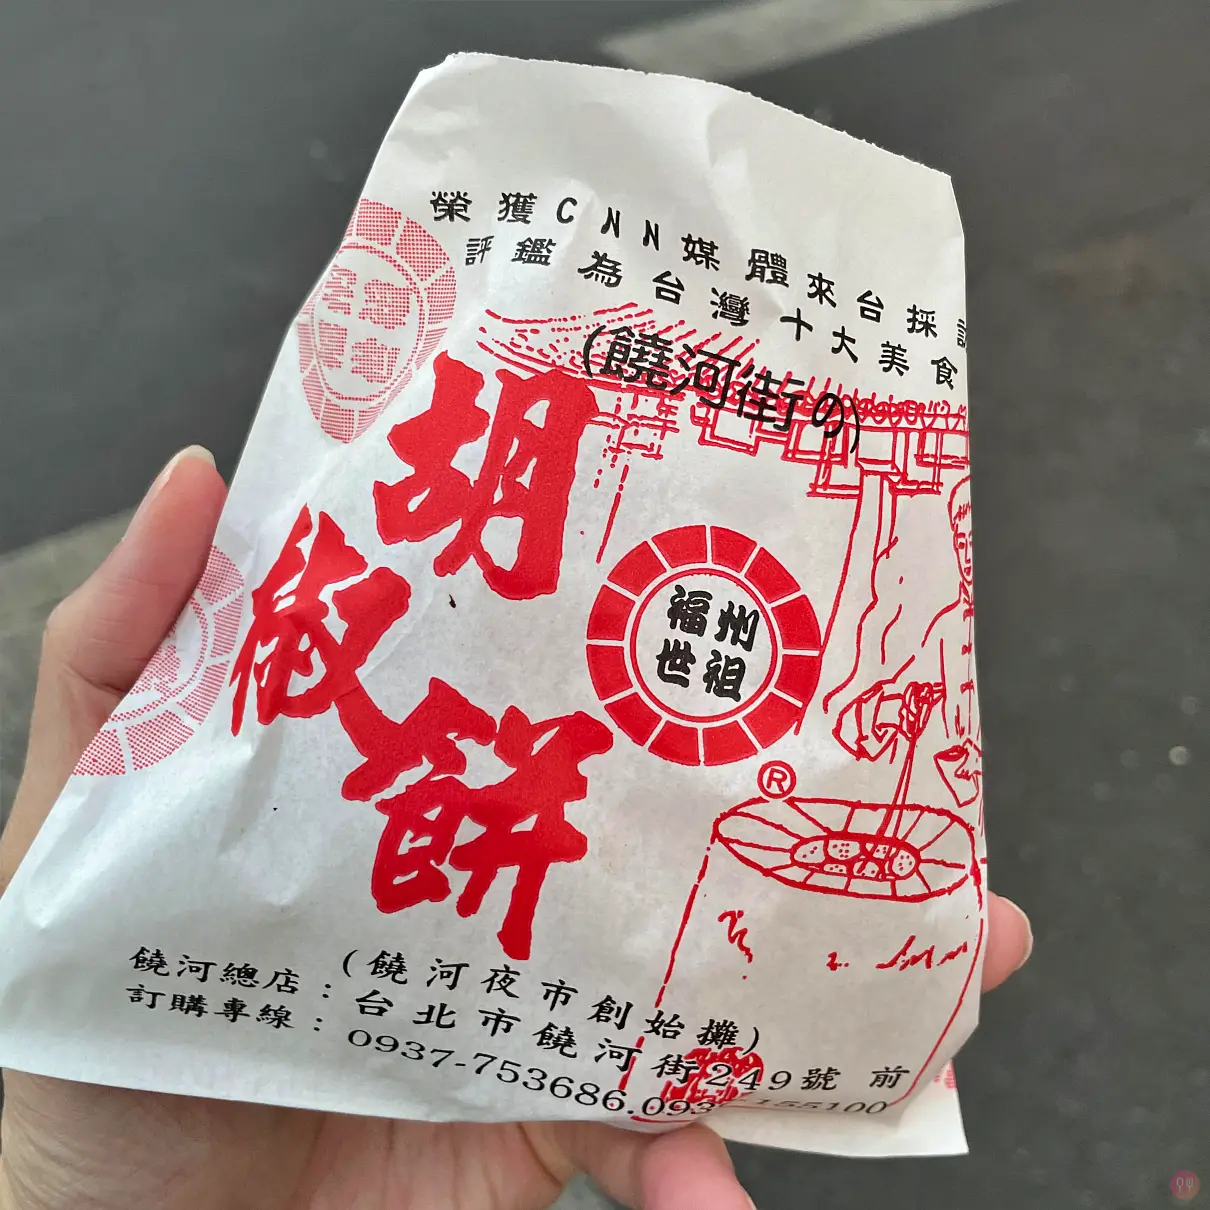 榮獲CNN媒體來台採訪
評鑑為台灣十大美食
(饒河街の)
胡椒餅
福州
世祖
®
(饒河夜市創始攤)
饒河總店:台北市饒河街249號 前
訂購專線:0937-753686.